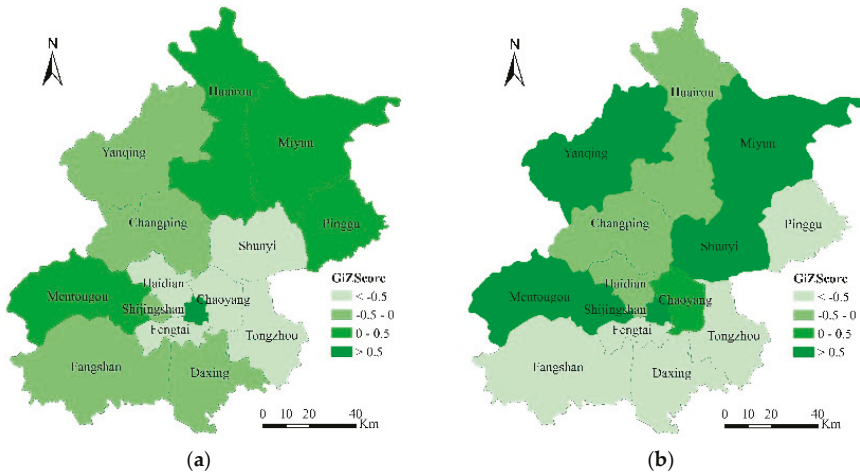 N
Huairou
Yanqing
Miyun
Changping
Pinggu
Shunyi
Haidian
Mentougou
Shijingshan
Chaoyang
Fengtai
Tongzhou
Fangshan
Daxing
GiZScore
< -0.5
-0.5 - 0
0 - 0.5
> 0.5
0 10 20 40
Km
(a)
N
Huairou
Yanqing
Miyun
Changping
Pinggu
Shunyi
Haidian
Mentougou
Shijingshan
Chaoyang
Fengtai
Tongzhou
Fangshan
Daxing
GiZScore
< -0.5
-0.5 - 0
0 - 0.5
> 0.5
0 10 20 40
Km
(b)